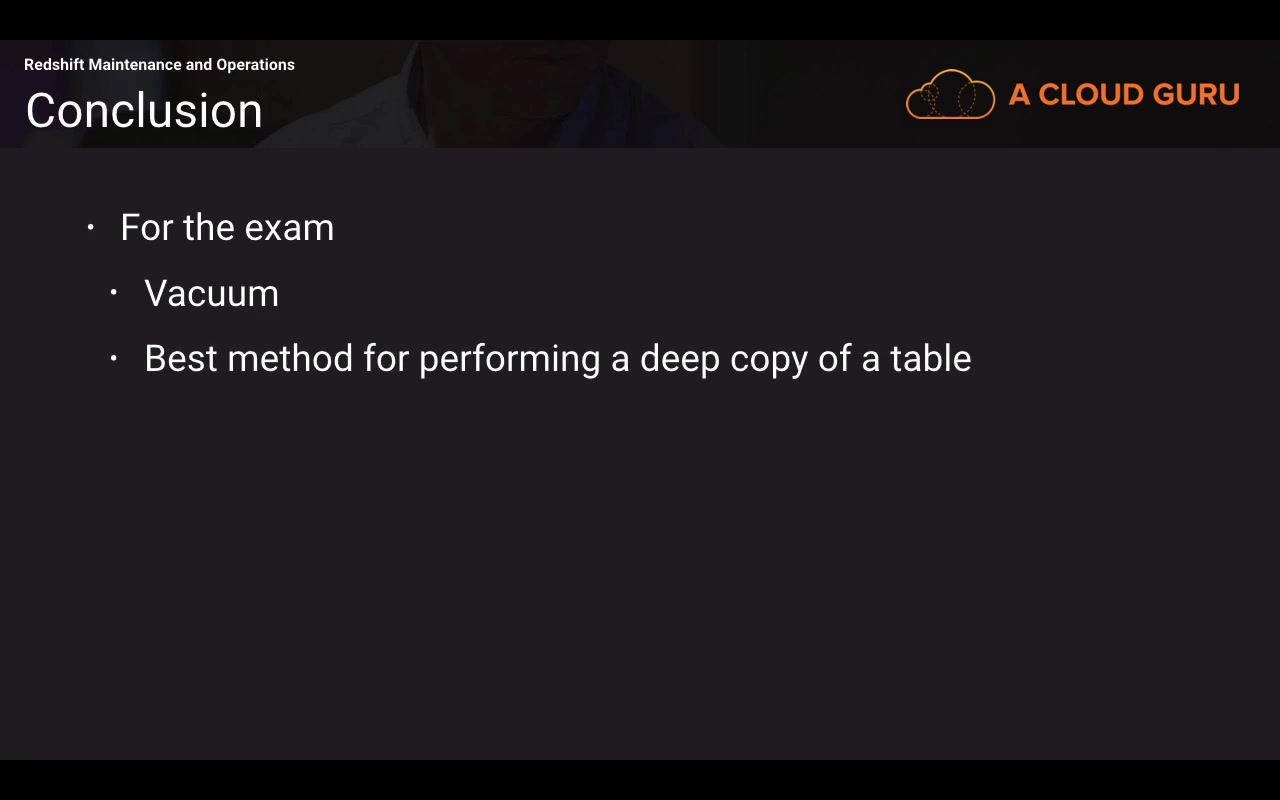 Redshift Maintenance and Operations
Conclusion
A CLOUD GURU
· For the exam
· Vacuum
· Best method for performing a deep copy of a table